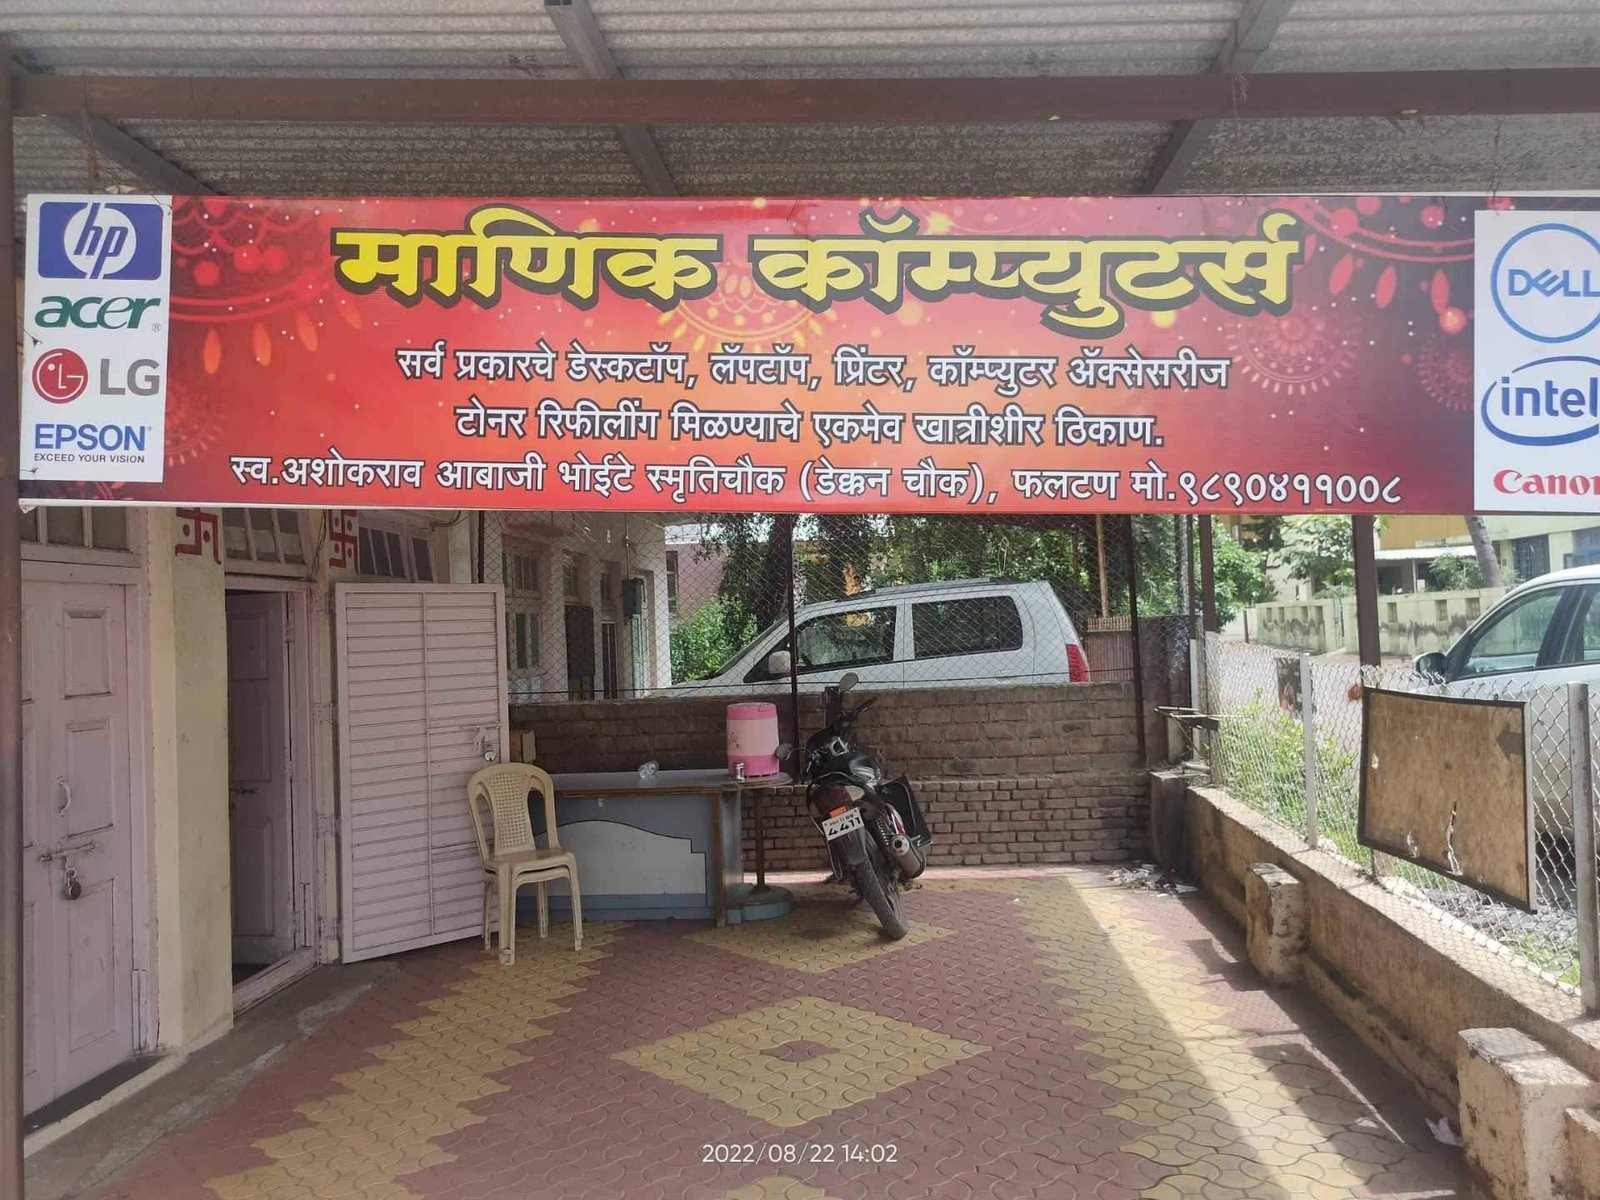 hp
acer
LG
EPSON
EXCEED YOUR VISION
माणिक कॉम्प्युटर्स
सर्व प्रकारचे डेस्कटॉप, लॅपटॉप, प्रिंटर, कॉम्प्युटर ॲक्सेसरीज
टोनर रिफीलींग मिळण्याचे एकमेव खात्रीशीर ठिकाण.
स्व.अशोकराव आबाजी भोईटे स्मृतिचौक (डेक्कन चौक), फलटण मो.९८९०४११००८
DELL
intel
Canon
2022/08/22 14:02